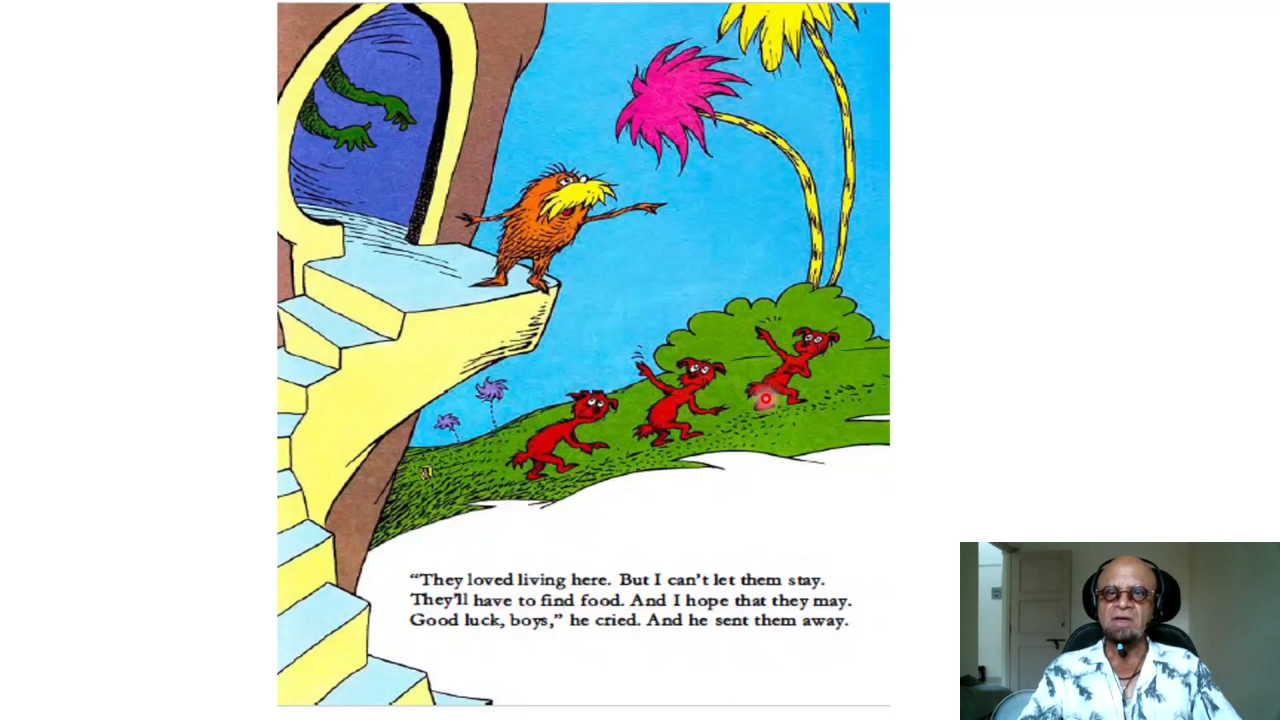 “They loved living here. But I can’t let them stay.
They’ll have to find food. And I hope that they may.
Good luck, boys,” he cried. And he sent them away.